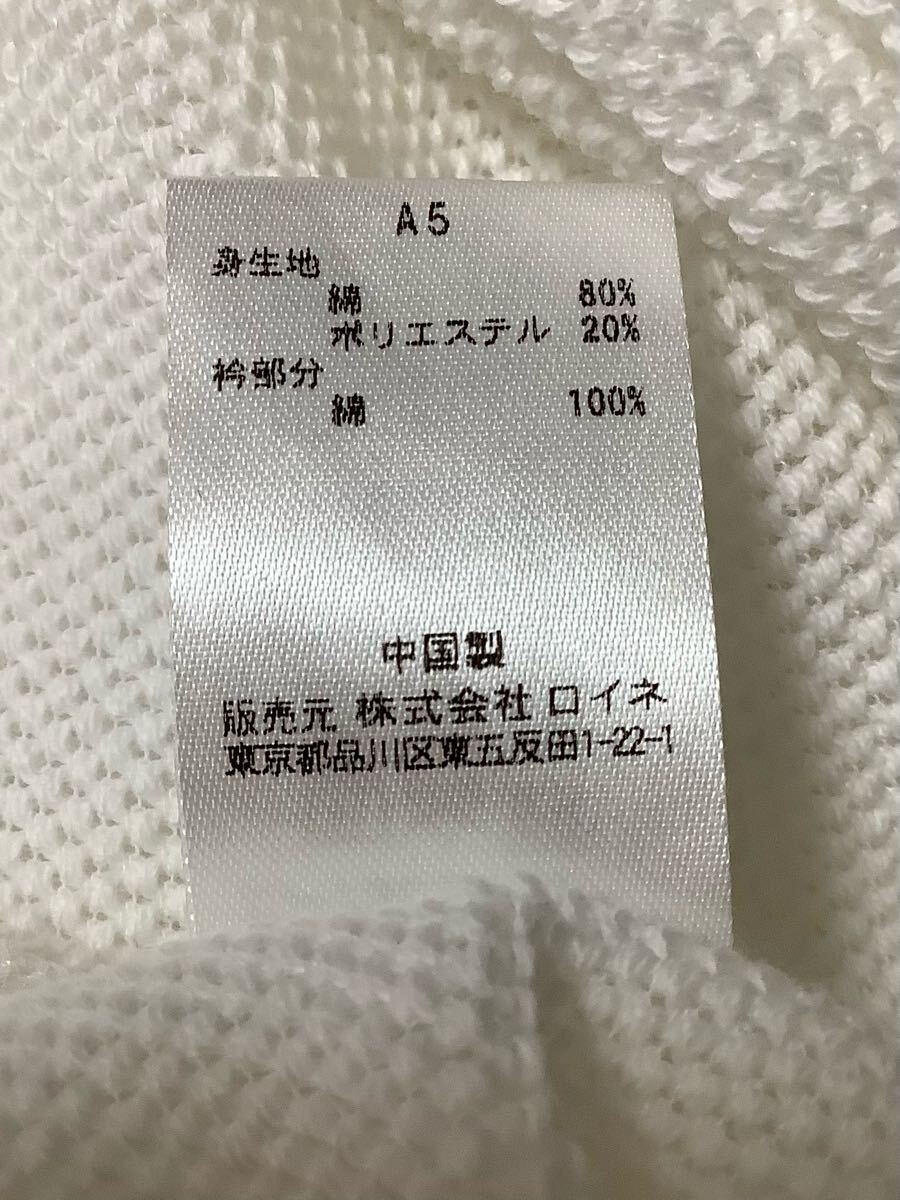 A5
身生地
綿 80%
ポリエステル 20%
衿部分
綿 100%
中国製
販売元 株式会社ロイネ
東京都品川区東五反田1-22-1